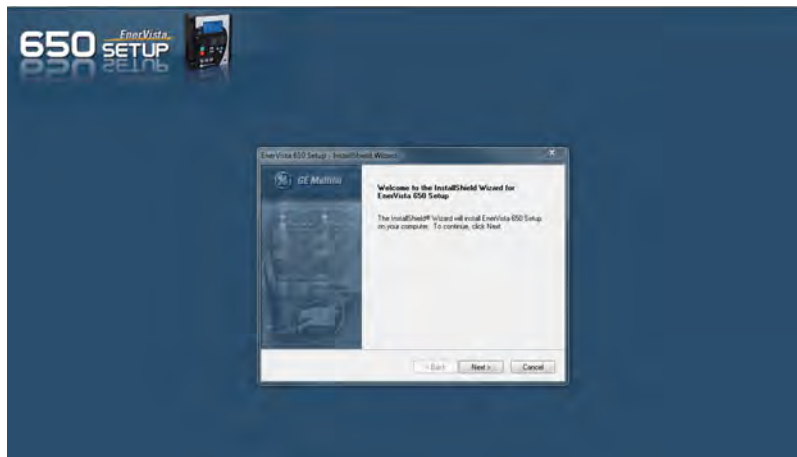 EnerVista
650 SETUP
EnerVista 650 Setup - InstallShield Wizard
GE Multilin
Welcome to the InstallShield Wizard for
EnerVista 650 Setup
The InstallShield® Wizard will install EnerVista 650 Setup
on your computer. To continue, click Next
< Back Next > Cancel